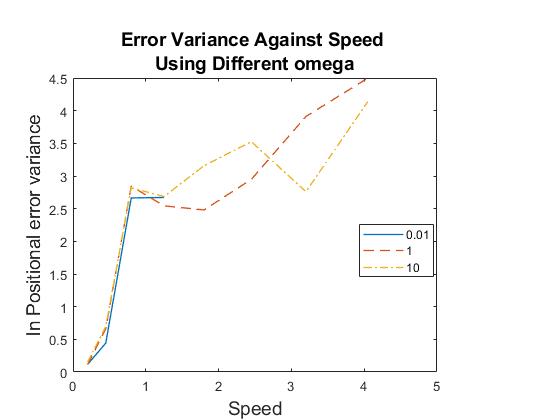 Error Variance Against Speed
Using Different omega
ln Positional error variance
4.5
4
3.5
3
2.5
2
1.5
1
0.5
0
0 1 2 3 4 5
Speed
0.01
1
10